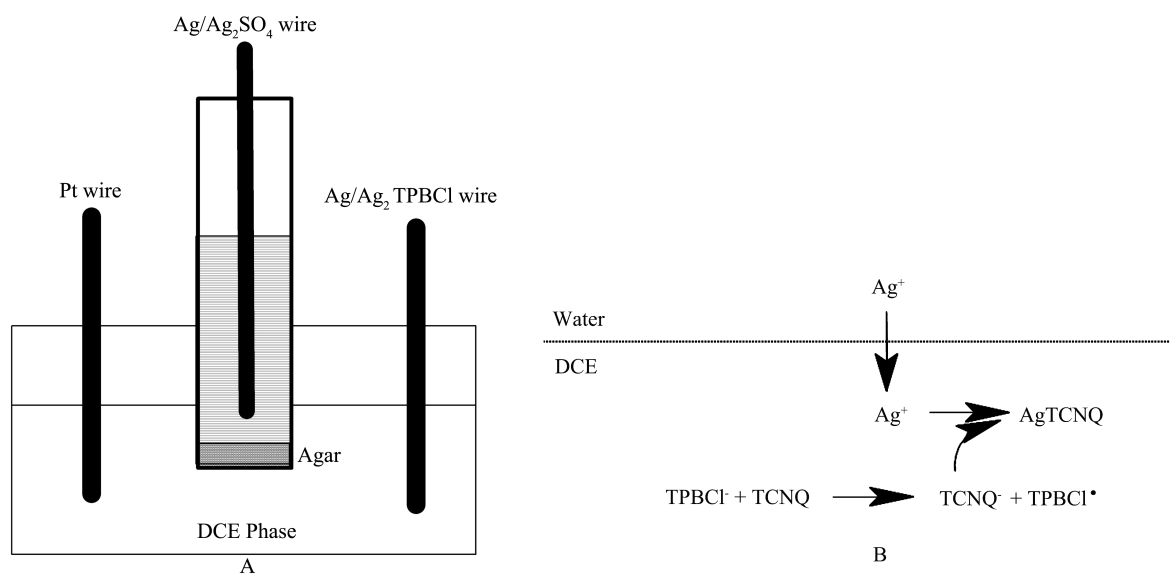 Ag/Ag₂SO₄ wire
Pt wire
Ag/Ag₂ TPBCl wire
Agar
DCE Phase
A
Ag⁺
Water
DCE
Ag⁺ AgTCNQ
TPBCl⁻ + TCNQ TCNQ⁻ + TPBCl•
B